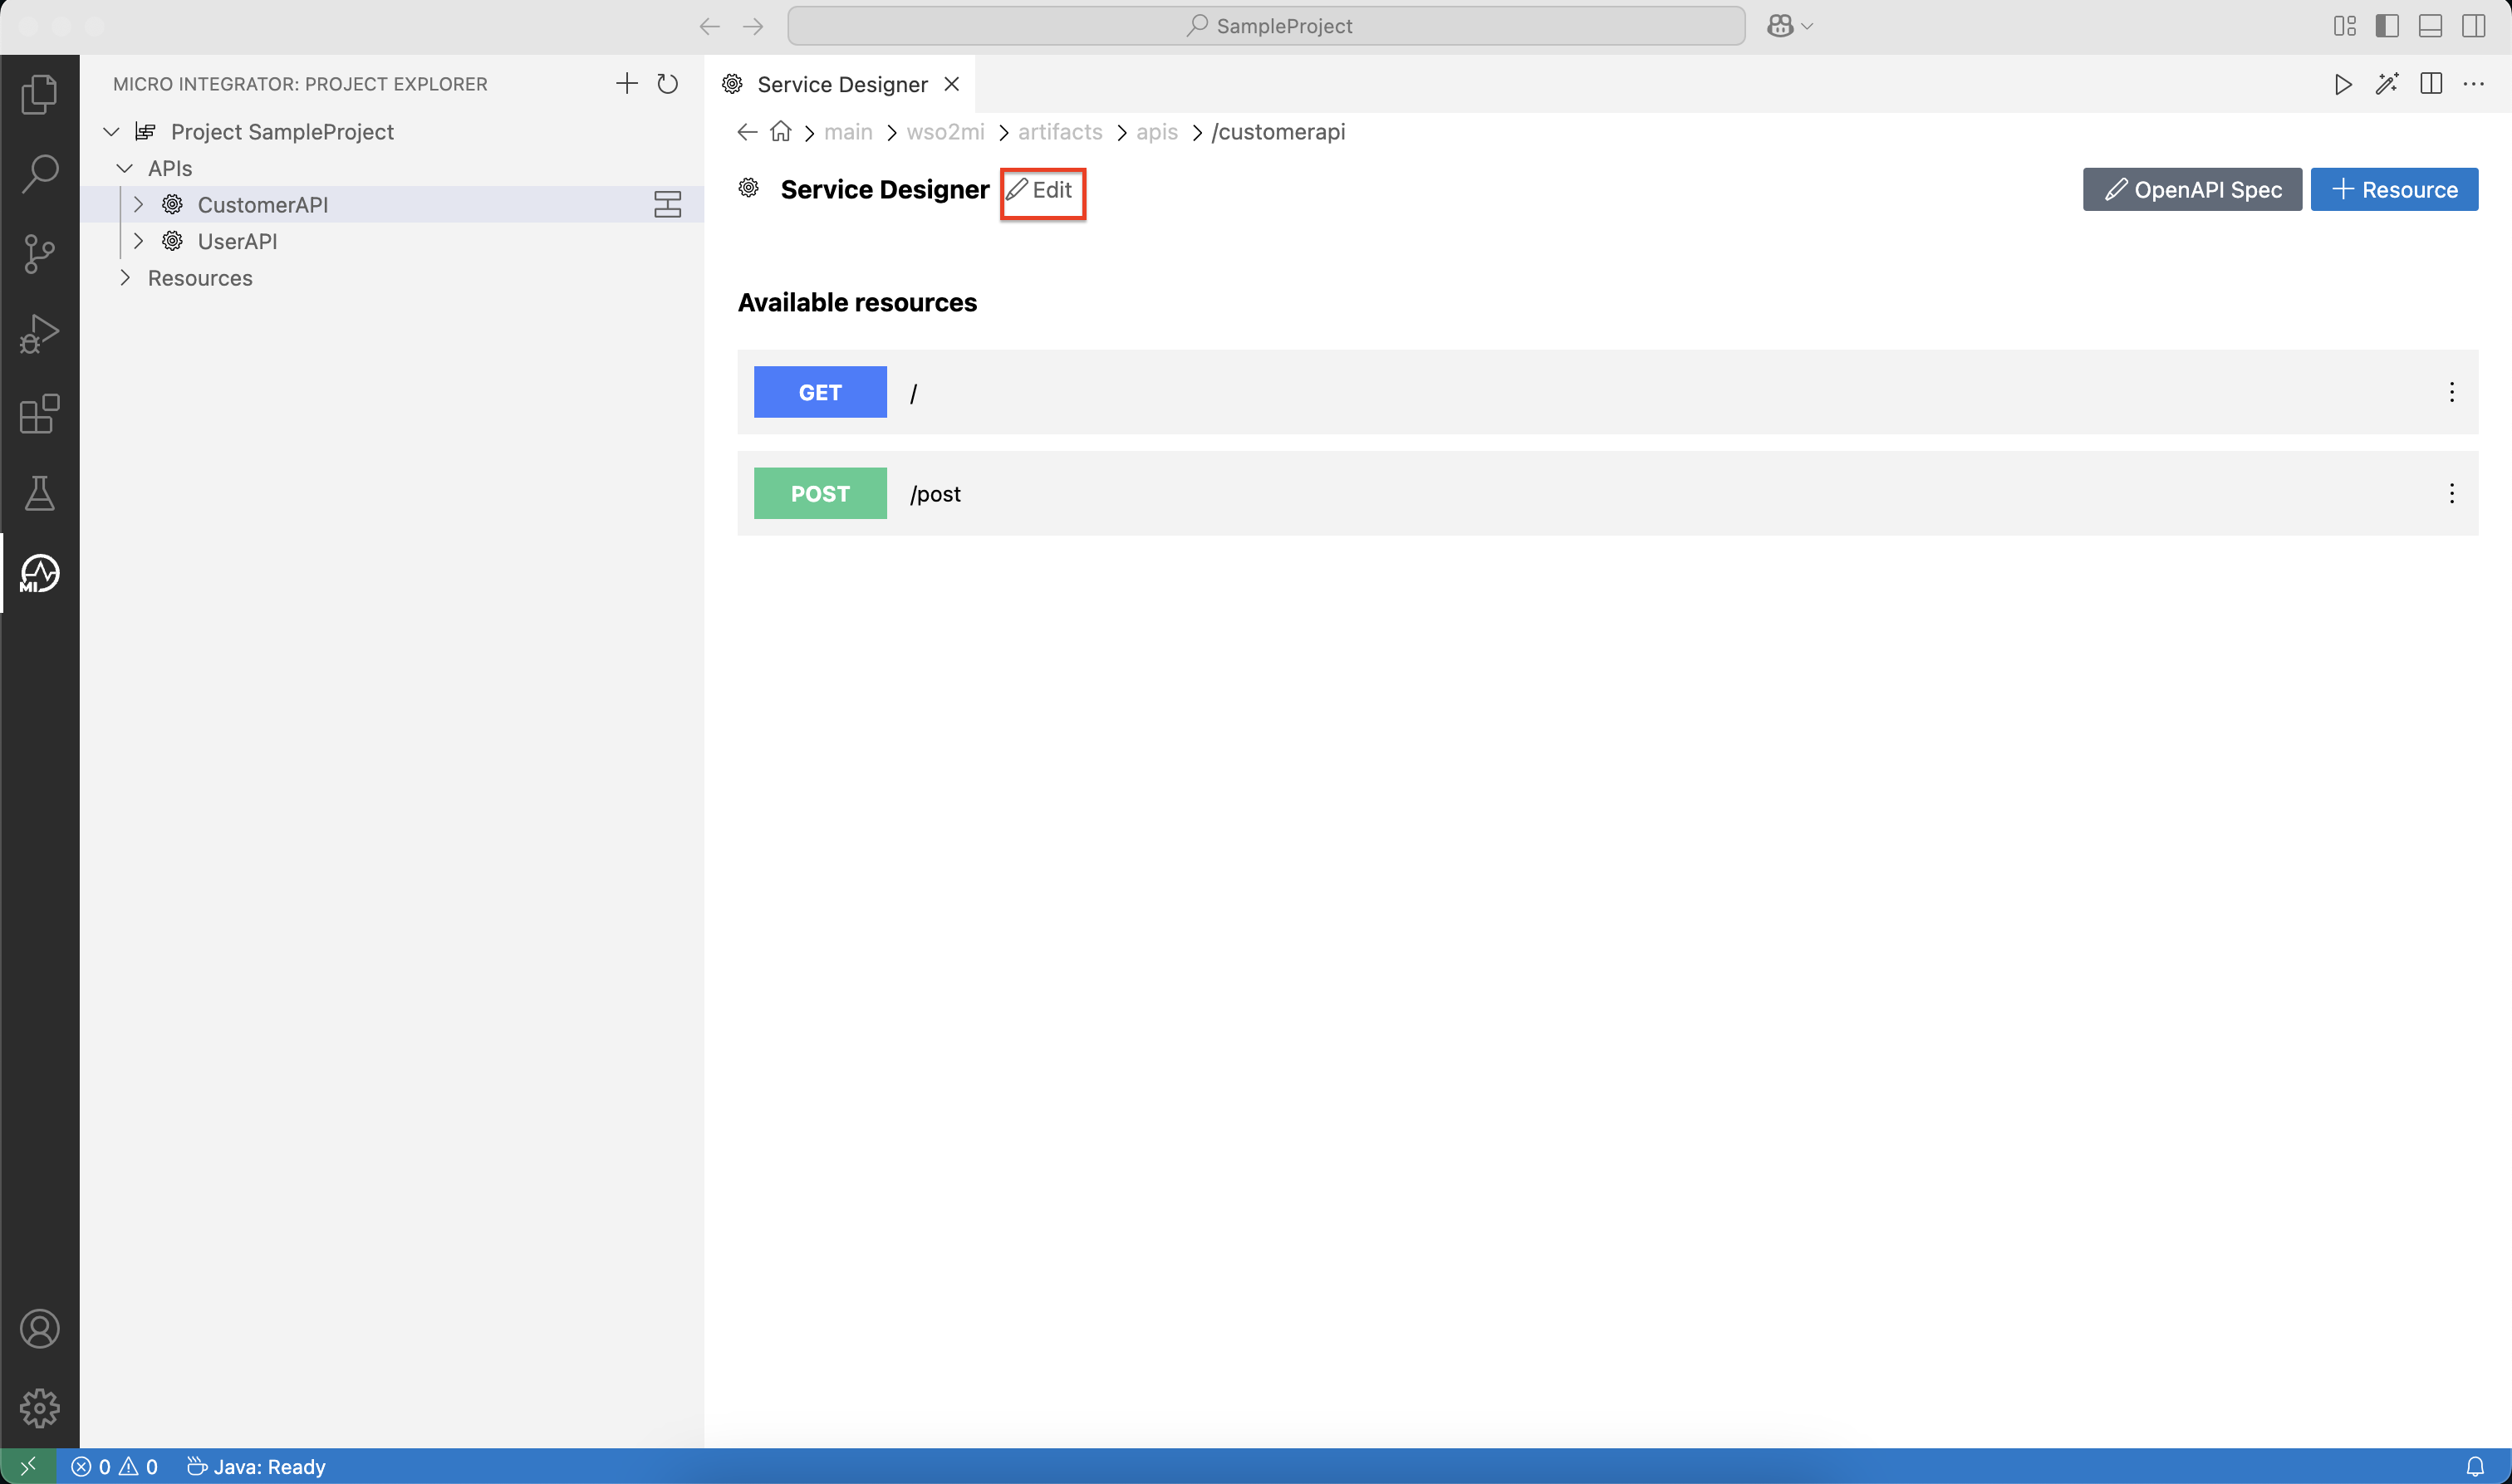 SampleProject
MICRO INTEGRATOR: PROJECT EXPLORER
Service Designer
Project SampleProject
main wso2mi artifacts apis /customerapi
APIs
CustomerAPI
UserAPI
Resources
Service Designer Edit
OpenAPI Spec
Resource
Available resources
GET /
POST /post
MI
0 0 Java: Ready